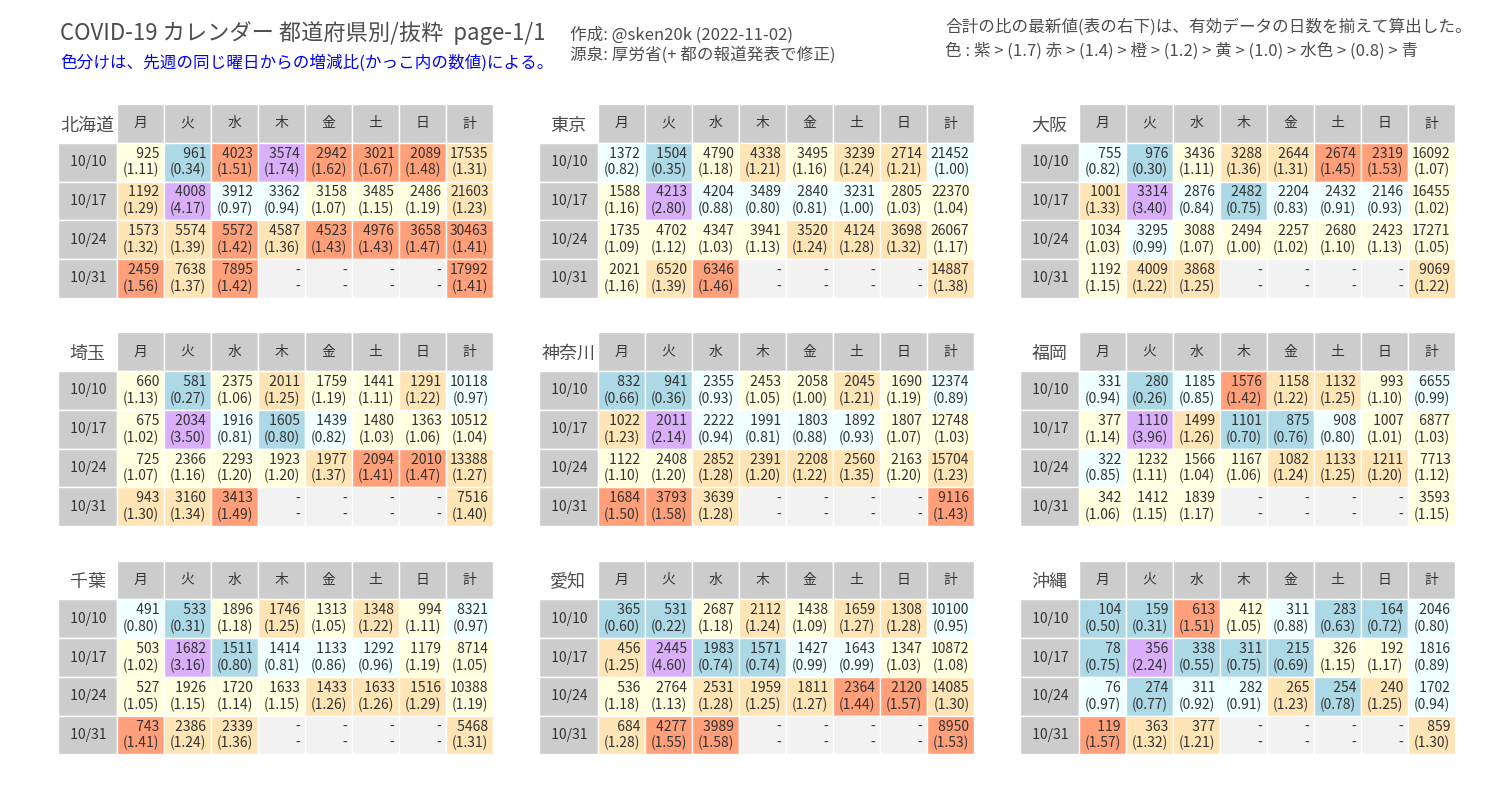 COVID-19 カレンダー 都道府県別/抜粋 page-1/1
色分けは、先週の同じ曜日からの増減比(かっこ内の数値)による。
作成: @sken20k (2022-11-02)
源泉: 厚労省(+ 都の報道発表で修正)
合計の比の最新値(表の右下)は、有効データの日数を揃えて算出した。
色 : 紫 > (1.7) 赤 > (1.4) > 橙 > (1.2) > 黄 > (1.0) > 水色 > (0.8) > 青
北海道 月 火 水 木 金 土 日 計
10/10 925 961 4023 3574 2942 3021 2089 17535
(1.11) (0.34) (1.51) (1.74) (1.62) (1.67) (1.48) (1.31)
10/17 1192 4008 3912 3362 3158 3485 2486 21603
(1.29) (4.17) (0.97) (0.94) (1.07) (1.15) (1.19) (1.23)
10/24 1573 5574 5572 4587 4523 4976 3658 30463
(1.32) (1.39) (1.42) (1.36) (1.43) (1.43) (1.47) (1.41)
10/31 2459 7638 7895 - - - - 17992
(1.56) (1.37) (1.42) - - - - (1.41)
東京 月 火 水 木 金 土 日 計
10/10 1372 1504 4790 4338 3495 3239 2714 21452
(0.82) (0.35) (1.18) (1.21) (1.16) (1.24) (1.21) (1.00)
10/17 1588 4213 4204 3489 2840 3231 2805 22370
(1.16) (2.80) (0.88) (0.80) (0.81) (1.00) (1.03) (1.04)
10/24 1735 4702 4347 3941 3520 4124 3698 26067
(1.09) (1.12) (1.03) (1.13) (1.24) (1.28) (1.32) (1.17)
10/31 2021 6520 6346 - - - - 14887
(1.16) (1.39) (1.46) - - - - (1.38)
大阪 月 火 水 木 金 土 日 計
10/10 755 976 3436 3288 2644 2674 2319 16092
(0.82) (0.30) (1.11) (1.36) (1.31) (1.45) (1.53) (1.07)
10/17 1001 3314 2876 2482 2204 2432 2146 16455
(1.33) (3.40) (0.84) (0.75) (0.83) (0.91) (0.93) (1.02)
10/24 1034 3295 3088 2494 2257 2680 2423 17271
(1.03) (0.99) (1.07) (1.00) (1.02) (1.10) (1.13) (1.05)
10/31 1192 4009 3868 - - - - 9069
(1.15) (1.22) (1.25) - - - - (1.22)
埼玉 月 火 水 木 金 土 日 計
10/10 660 581 2375 2011 1759 1441 1291 10118
(1.13) (0.27) (1.06) (1.25) (1.19) (1.11) (1.22) (0.97)
10/17 675 2034 1916 1605 1439 1480 1363 10512
(1.02) (3.50) (0.81) (0.80) (0.82) (1.03) (1.06) (1.04)
10/24 725 2366 2293 1923 1977 2094 2010 13388
(1.07) (1.16) (1.20) (1.20) (1.37) (1.41) (1.47) (1.27)
10/31 943 3160 3413 - - - - 7516
(1.30) (1.34) (1.49) - - - - (1.40)
神奈川 月 火 水 木 金 土 日 計
10/10 832 941 2355 2453 2058 2045 1690 12374
(0.66) (0.36) (0.93) (1.05) (1.00) (1.21) (1.19) (0.89)
10/17 1022 2011 2222 1991 1803 1892 1807 12748
(1.23) (2.14) (0.94) (0.81) (0.88) (0.93) (1.07) (1.03)
10/24 1122 2408 2852 2391 2208 2560 2163 15704
(1.10) (1.20) (1.28) (1.20) (1.22) (1.35) (1.20) (1.23)
10/31 1684 3793 3639 - - - - 9116
(1.50) (1.58) (1.28) - - - - (1.43)
福岡 月 火 水 木 金 土 日 計
10/10 331 280 1185 1576 1158 1132 993 6655
(0.94) (0.26) (0.85) (1.42) (1.22) (1.25) (1.10) (0.99)
10/17 377 1110 1499 1101 875 908 1007 6877
(1.14) (3.96) (1.26) (0.70) (0.76) (0.80) (1.01) (1.03)
10/24 322 1232 1566 1167 1082 1133 1211 7713
(0.85) (1.11) (1.04) (1.06) (1.24) (1.25) (1.20) (1.12)
10/31 342 1412 1839 - - - - 3593
(1.06) (1.15) (1.17) - - - - (1.15)
千葉 月 火 水 木 金 土 日 計
10/10 491 533 1896 1746 1313 1348 994 8321
(0.80) (0.31) (1.18) (1.25) (1.05) (1.22) (1.11) (0.97)
10/17 503 1682 1511 1414 1133 1292 1179 8714
(1.02) (3.16) (0.80) (0.81) (0.86) (0.96) (1.19) (1.05)
10/24 527 1926 1720 1633 1433 1633 1516 10388
(1.05) (1.15) (1.14) (1.15) (1.26) (1.26) (1.29) (1.19)
10/31 743 2386 2339 - - - - 5468
(1.41) (1.24) (1.36) - - - - (1.31)
愛知 月 火 水 木 金 土 日 計
10/10 365 531 2687 2112 1438 1659 1308 10100
(0.60) (0.22) (1.18) (1.24) (1.09) (1.27) (1.28) (0.95)
10/17 456 2445 1983 1571 1427 1643 1347 10872
(1.25) (4.60) (0.74) (0.74) (0.99) (0.99) (1.03) (1.08)
10/24 536 2764 2531 1959 1811 2364 2120 14085
(1.18) (1.13) (1.28) (1.25) (1.27) (1.44) (1.57) (1.30)
10/31 684 4277 3989 - - - - 8950
(1.28) (1.55) (1.58) - - - - (1.53)
沖縄 月 火 水 木 金 土 日 計
10/10 104 159 613 412 311 283 164 2046
(0.50) (0.31) (1.51) (1.05) (0.88) (0.63) (0.72) (0.80)
10/17 78 356 338 311 215 326 192 1816
(0.75) (2.24) (0.55) (0.75) (0.69) (1.15) (1.17) (0.89)
10/24 76 274 311 282 265 254 240 1702
(0.97) (0.77) (0.92) (0.91) (1.23) (0.78) (1.25) (0.94)
10/31 119 363 377 - - - - 859
(1.57) (1.32) (1.21) - - - - (1.30)